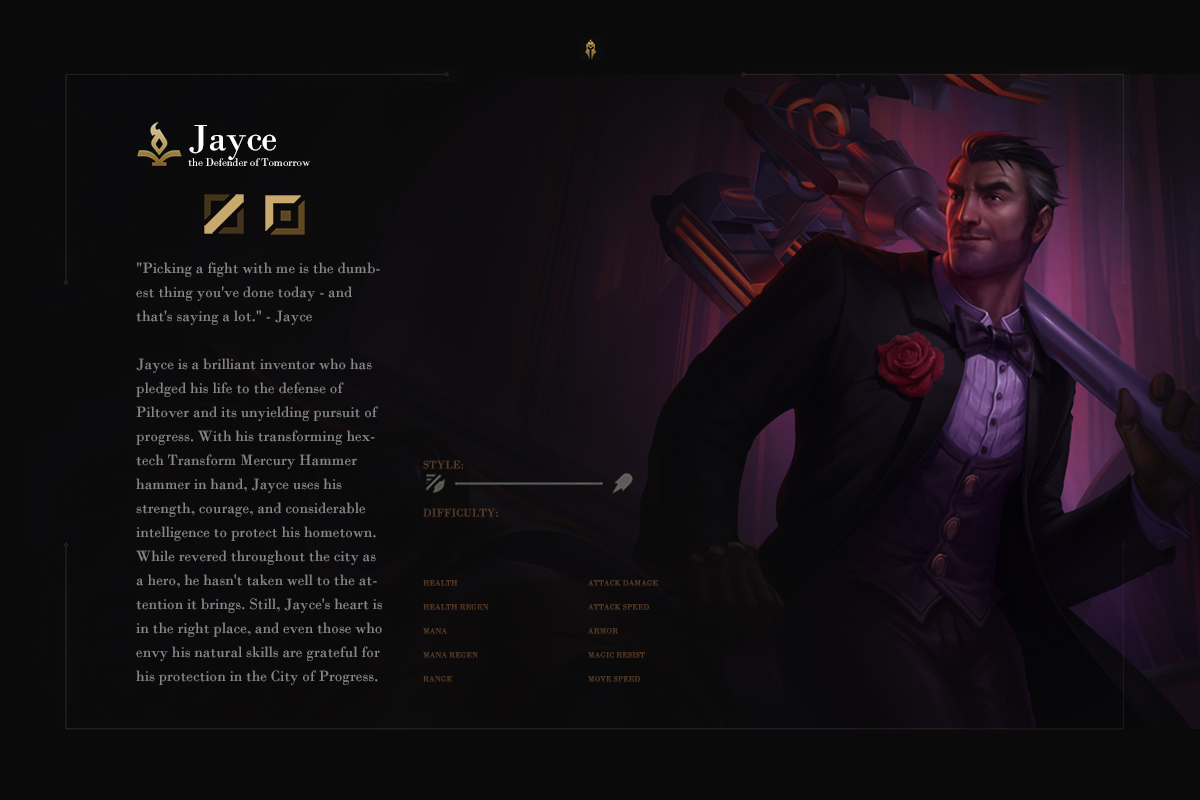 Jayce
the Defender of Tomorrow
"Picking a fight with me is the dumb-
est thing you've done today - and
that's saying a lot." - Jayce
Jayce is a brilliant inventor who has
pledged his life to the defense of
Piltover and its unyielding pursuit of
progress. With his transforming hex-
tech Transform Mercury Hammer
hammer in hand, Jayce uses his
strength, courage, and considerable
intelligence to protect his hometown.
While revered throughout the city as
a hero, he hasn't taken well to the at-
tention it brings. Still, Jayce's heart is
in the right place, and even those who
envy his natural skills are grateful for
his protection in the City of Progress.
STYLE:
DIFFICULTY:
HEALTH
HEALTH REGEN
MANA
MANA REGEN
RANGE
ATTACK DAMAGE
ATTACK SPEED
ARMOR
MAGIC RESIST
MOVE SPEED